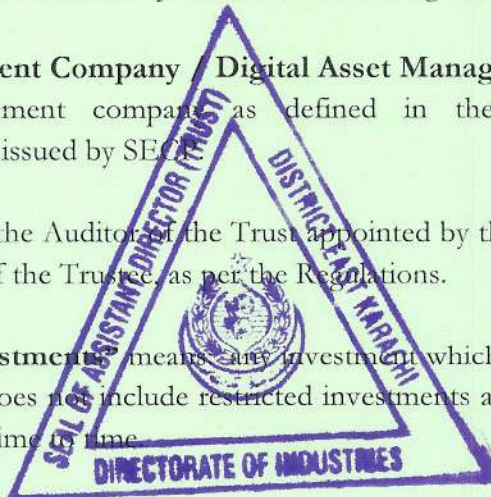 ent Company / Digital Asset Manag
ement company as defined in the
issued by SECP.
the Auditor of the Trust appointed by th
f the Trustee, as per the Regulations.
stments" means any investment which
oes not include restricted investments a
ime to time.
SEAL OF ASSISTANT DIRECTOR (TRUST)
DISTRICT EAST KARACHI
DIRECTORATE OF INDUSTRIES